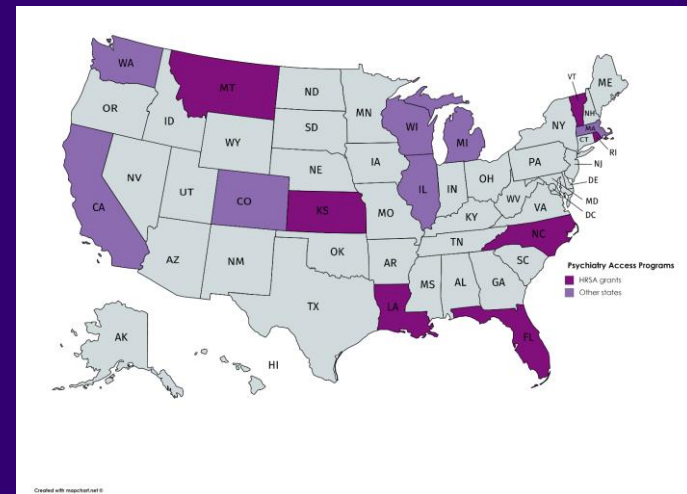 WA
MT
ND
MN
OR
ID
SD
WI
WY
MI
VT
ME
NH
NY
MA
CT
RI
NV
UT
CA
CO
NE
IA
IL
IN
OH
PA
NJ
DE
MD
DC
KS
MO
KY
WV
VA
AZ
NM
OK
AR
TN
NC
SC
TX
LA
MS
AL
GA
FL
AK
HI
Psychiatry Access Programs
HRSA grants
Other states
Created with mapchart.net ©